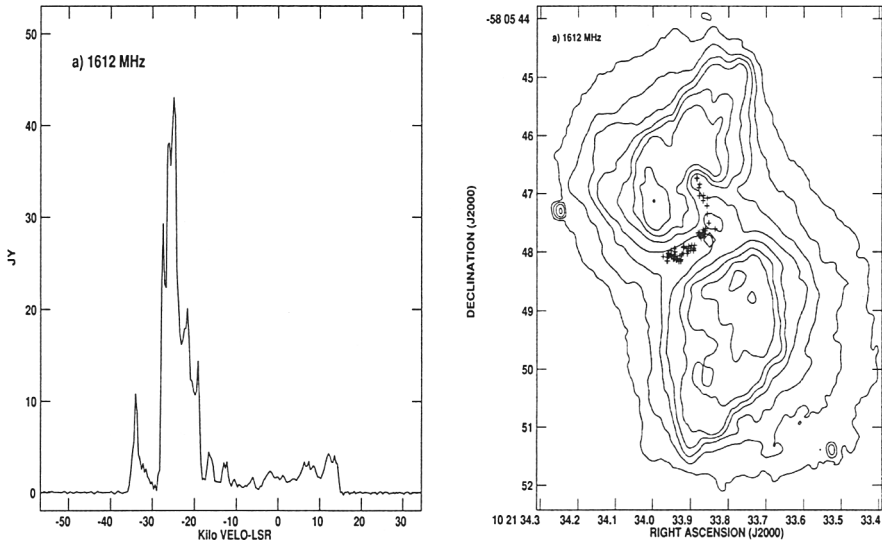 50
a) 1612 MHz
40
30
JY
20
10
0
-50 -40 -30 -20 -10 0 10 20 30
Kilo VELO-LSR
-58 05 44
a) 1612 MHz
45
46
47
DECLINATION (J2000)
48
49
50
51
52
10 21 34.3 34.2 34.1 34.0 33.9 33.8 33.7 33.6 33.5 33.4
RIGHT ASCENSION (J2000)